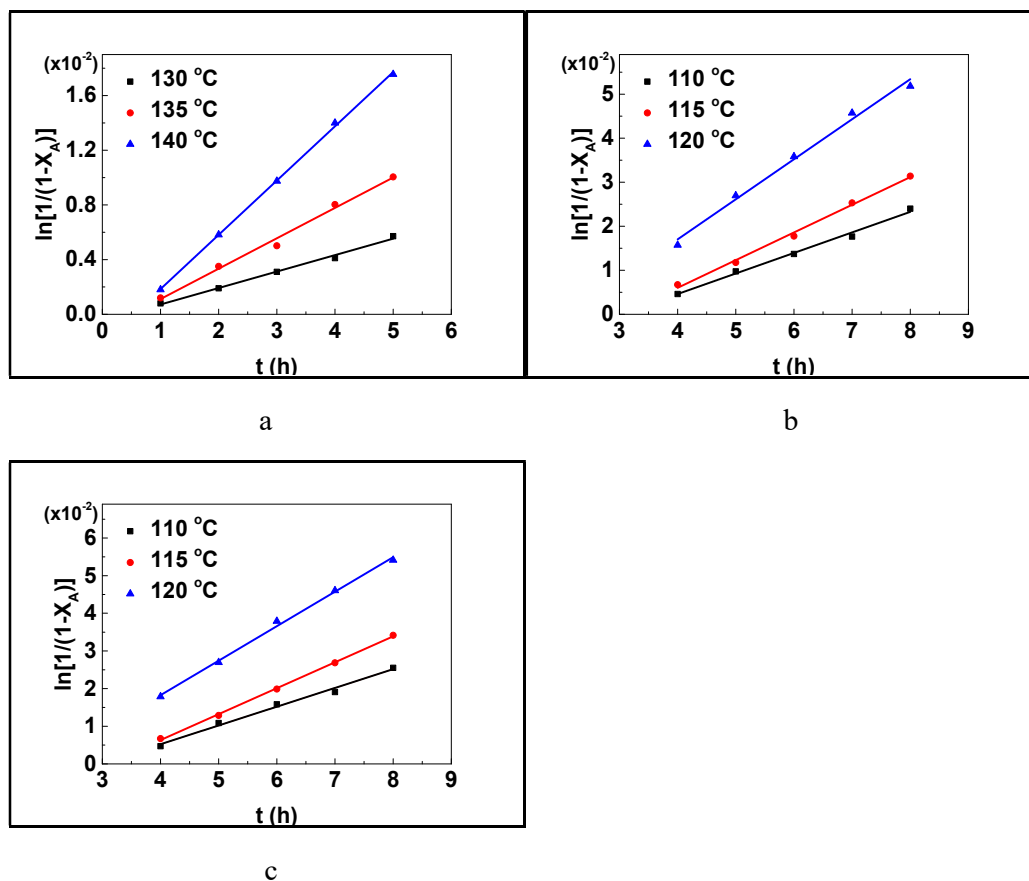 (x10⁻²)
130 °C
135 °C
140 °C
ln[1/(1-X_A)]
1.6
1.2
0.8
0.4
0.0
0 1 2 3 4 5 6
t (h)
a
(x10⁻²)
110 °C
115 °C
120 °C
ln[1/(1-X_A)]
5
4
3
2
1
0
3 4 5 6 7 8 9
t (h)
b
(x10⁻²)
110 °C
115 °C
120 °C
ln[1/(1-X_A)]
6
5
4
3
2
1
0
3 4 5 6 7 8 9
t (h)
c